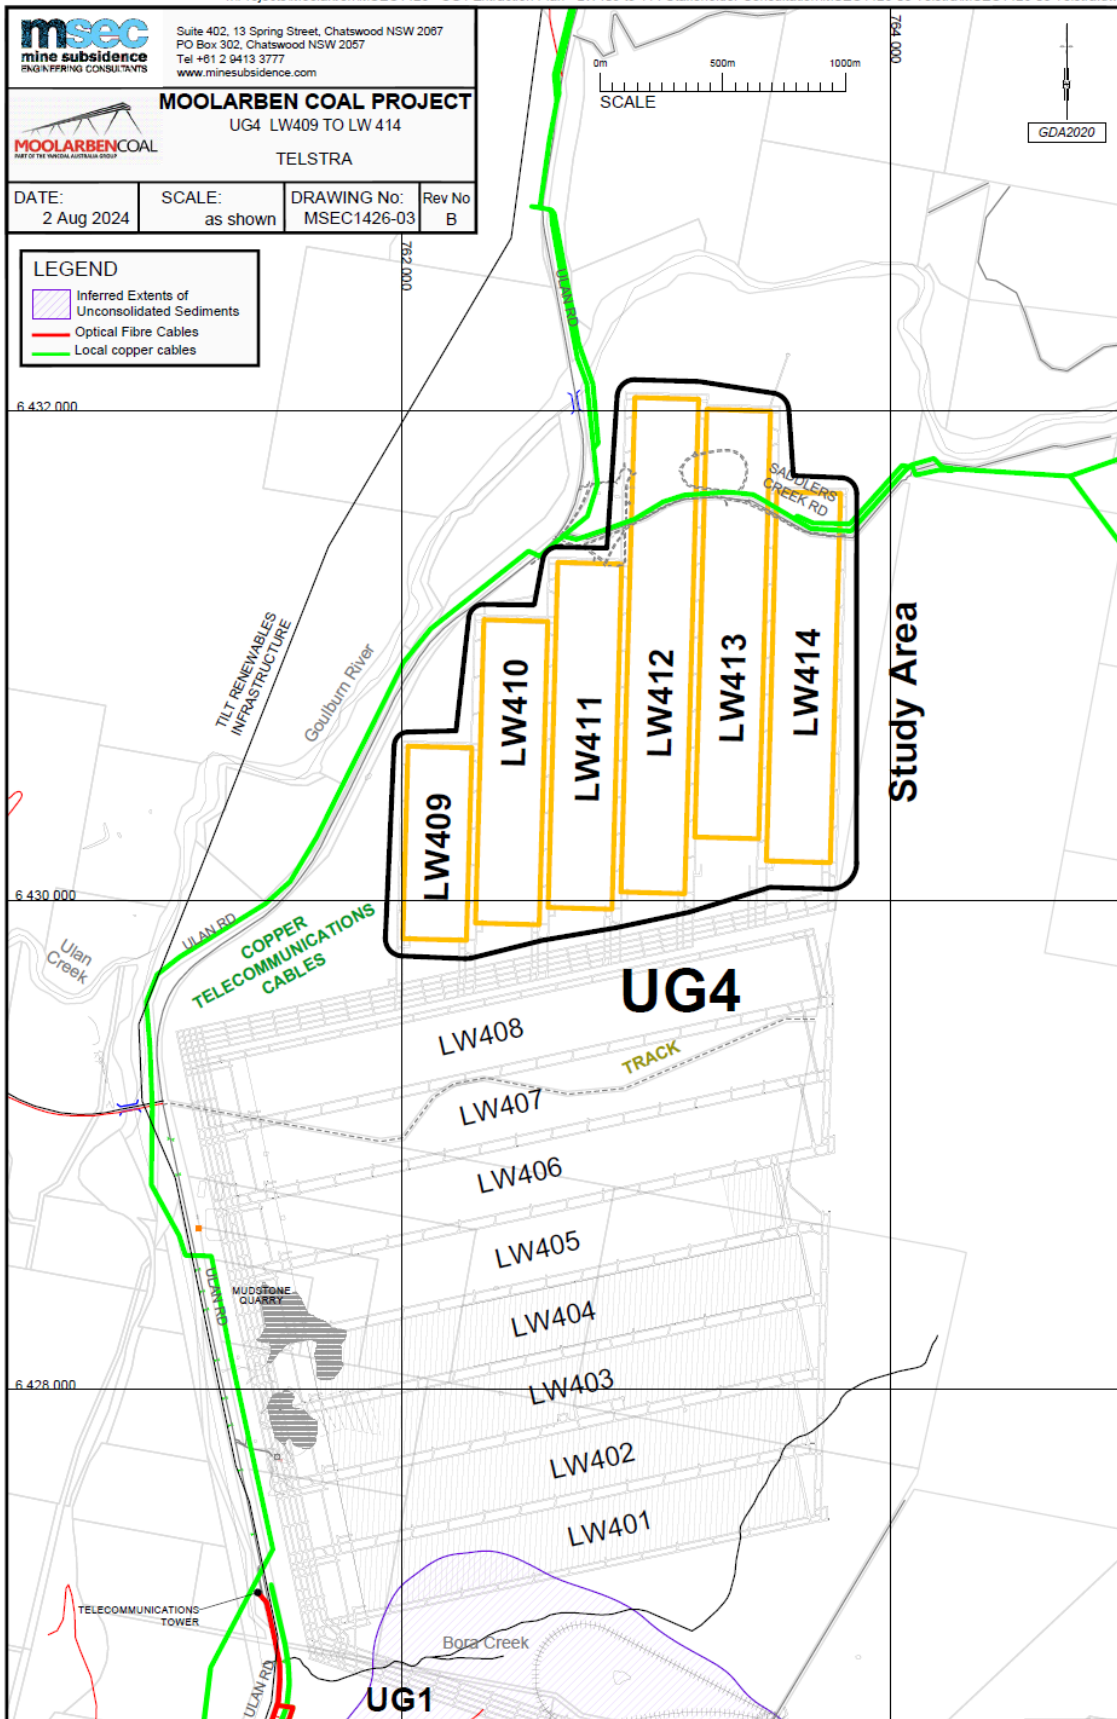 msec
mine subsidence
ENGINEERING CONSULTANTS
Suite 402, 13 Spring Street, Chatswood NSW 2067
PO Box 302, Chatswood NSW 2057
Tel +61 2 9413 3777
www.minesubsidence.com
MOOLARBEN COAL PROJECT
UG4 LW409 TO LW 414
TELSTRA
MOOLARBENCOAL
PART OF THE YANCOAL AUSTRALIA GROUP
DATE:
2 Aug 2024
SCALE:
as shown
DRAWING No:
MSEC1426-03
Rev No
B
LEGEND
Inferred Extents of
Unconsolidated Sediments
Optical Fibre Cables
Local copper cables
0m 500m 1000m
SCALE
GDA2020
762 000
764 000
6 432 000
6 430 000
6 428 000
ULAN RD
SADDLERS
CREEK RD
TILT RENEWABLES
INFRASTRUCTURE
Goulburn River
LW409
LW410
LW411
LW412
LW413
LW414
Study Area
ULAN RD
COPPER
TELECOMMUNICATIONS
CABLES
Ulan
Creek
UG4
LW408
TRACK
LW407
LW406
LW405
ULAN RD
MUDSTONE
QUARRY
LW404
LW403
LW402
LW401
TELECOMMUNICATIONS
TOWER
Bora Creek
ULAN RD
UG1